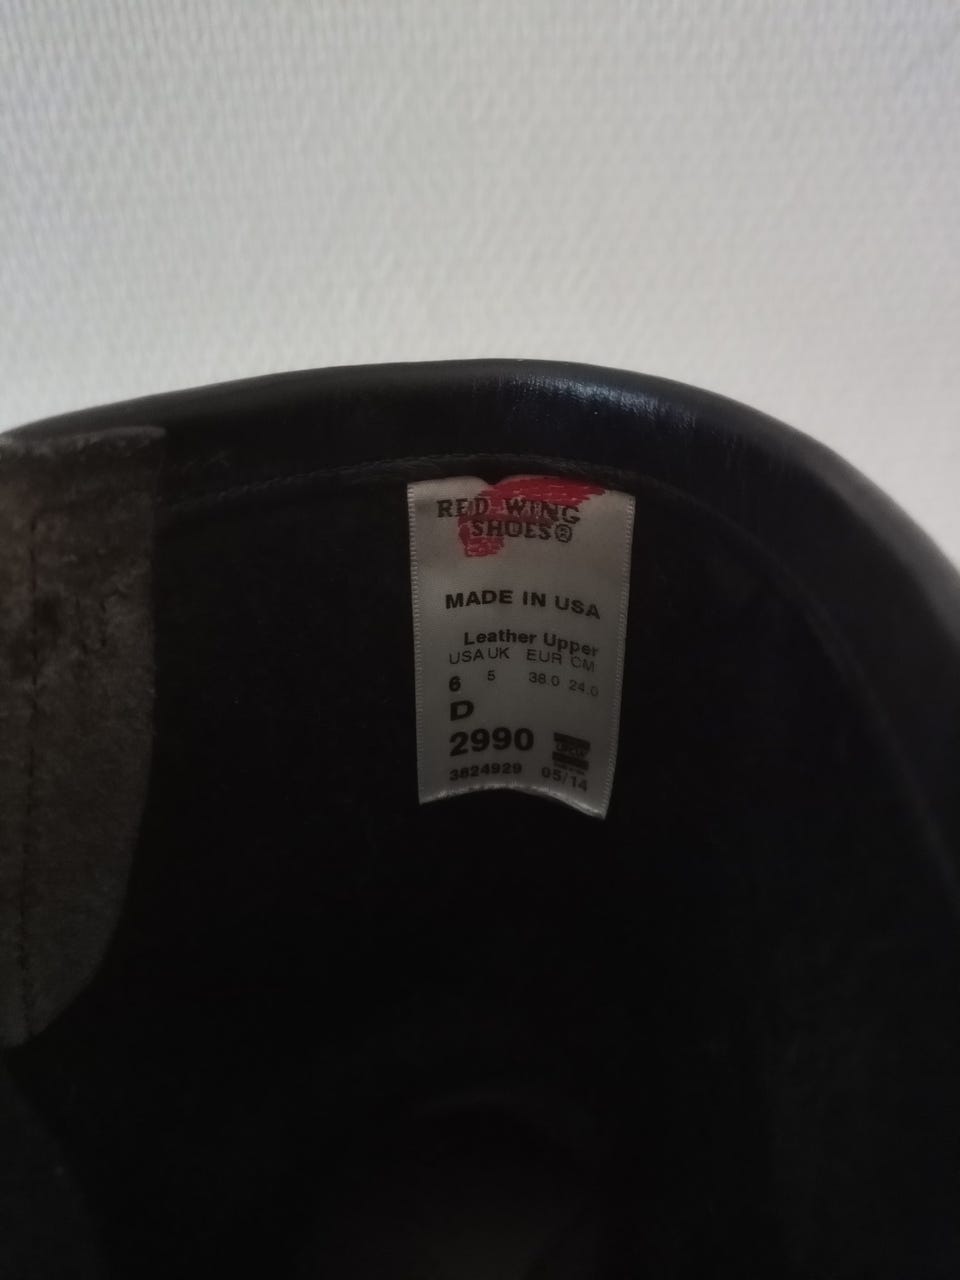 RED WING
SHOES®
MADE IN USA
Leather Upper
USA UK EUR CM
6 5 38.0 24.0
D
2990
3824929 05/14